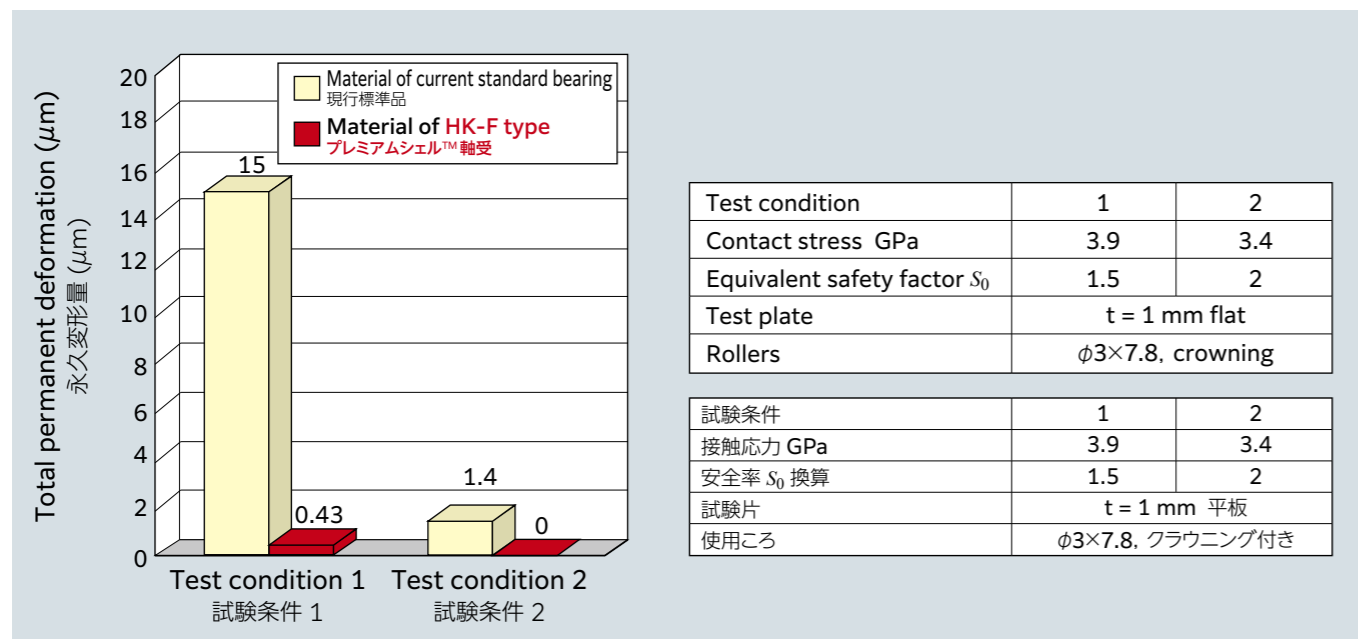 Total permanent deformation (μm)
永久変形量 (μm)
20
18
16
14
12
10
8
6
4
2
0
Material of current standard bearing
現行標準品
Material of HK-F type
プレミアムシェル™ 軸受
15
0.43
1.4
0
Test condition 1 Test condition 2
試験条件 1 試験条件 2
Test condition 1 2
Contact stress GPa 3.9 3.4
Equivalent safety factor S₀ 1.5 2
Test plate t = 1 mm flat
Rollers φ3×7.8, crowning
試験条件 1 2
接触応力 GPa 3.9 3.4
安全率 S₀ 換算 1.5 2
試験片 t = 1 mm 平板
使用ころ φ3×7.8, クラウニング付き